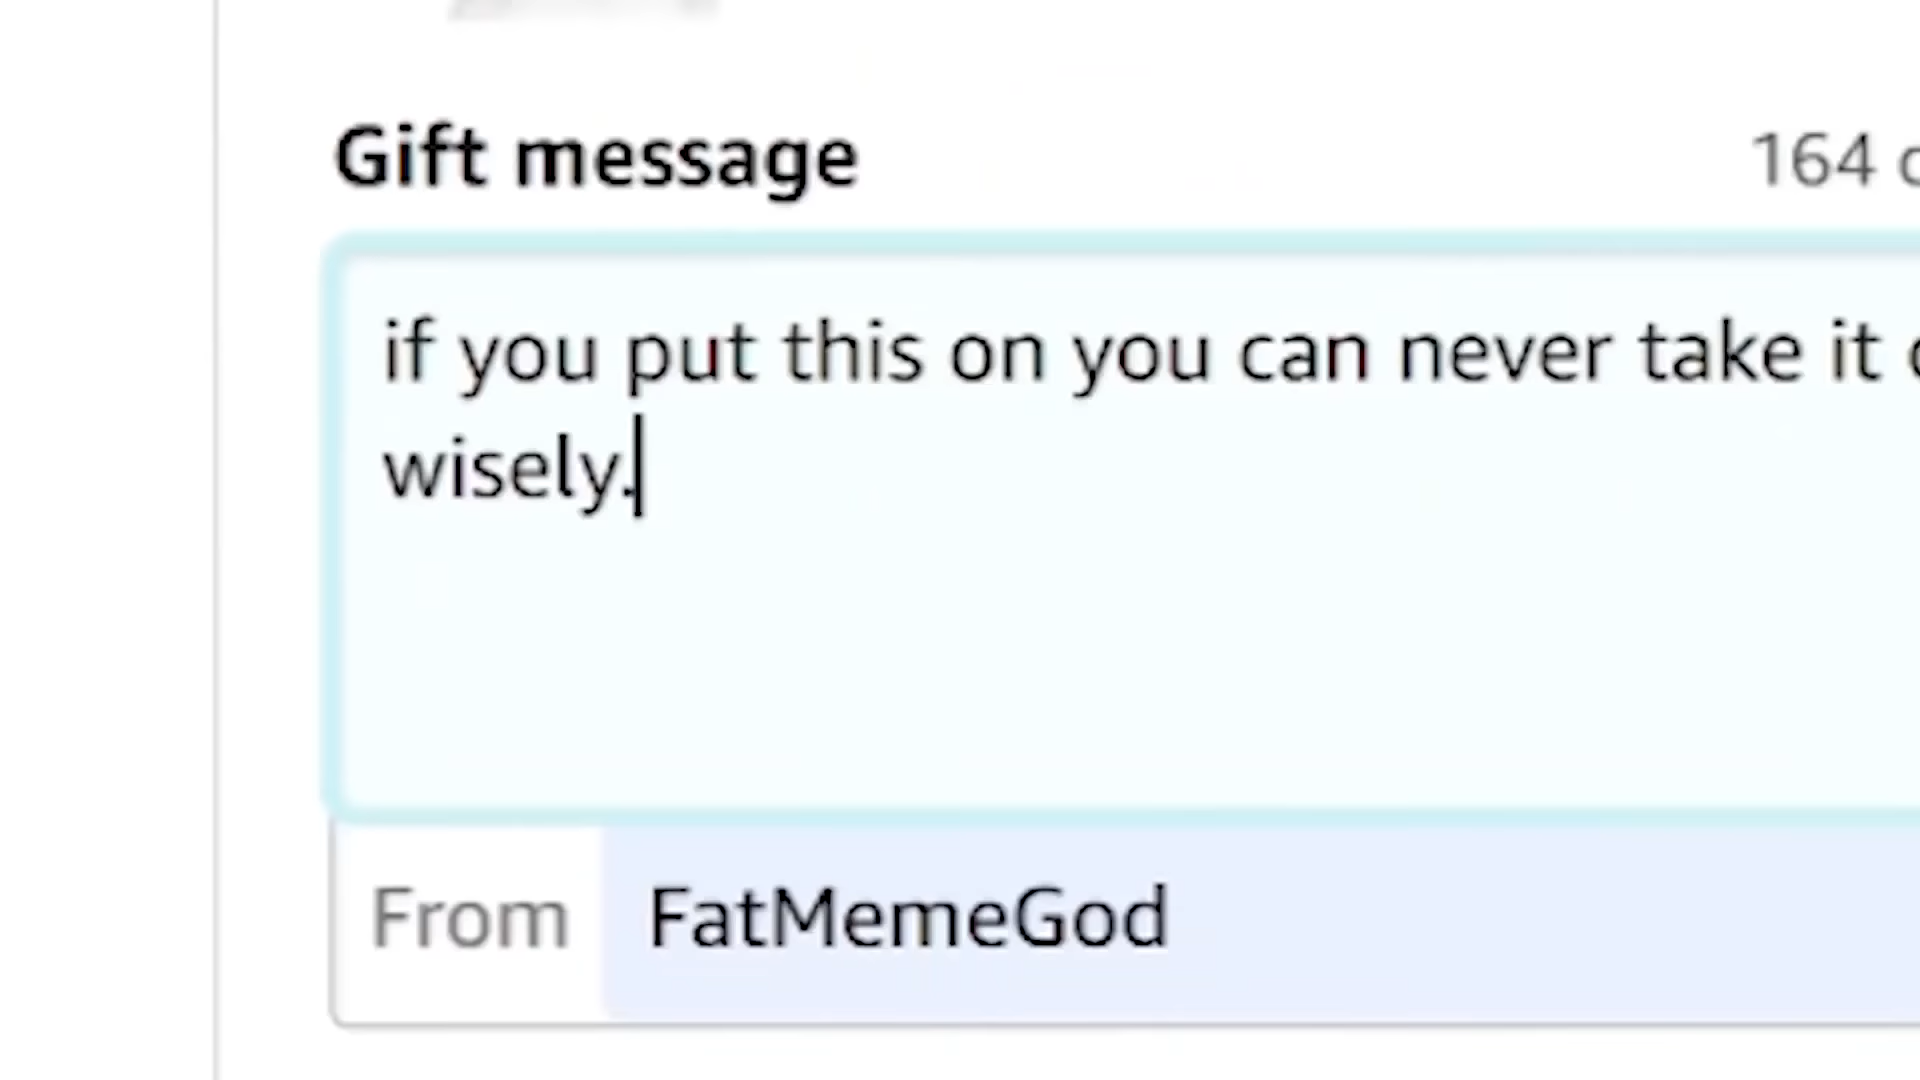 Gift message
164
if you put this on you can never take it
wisely.
From
FatMemeGod